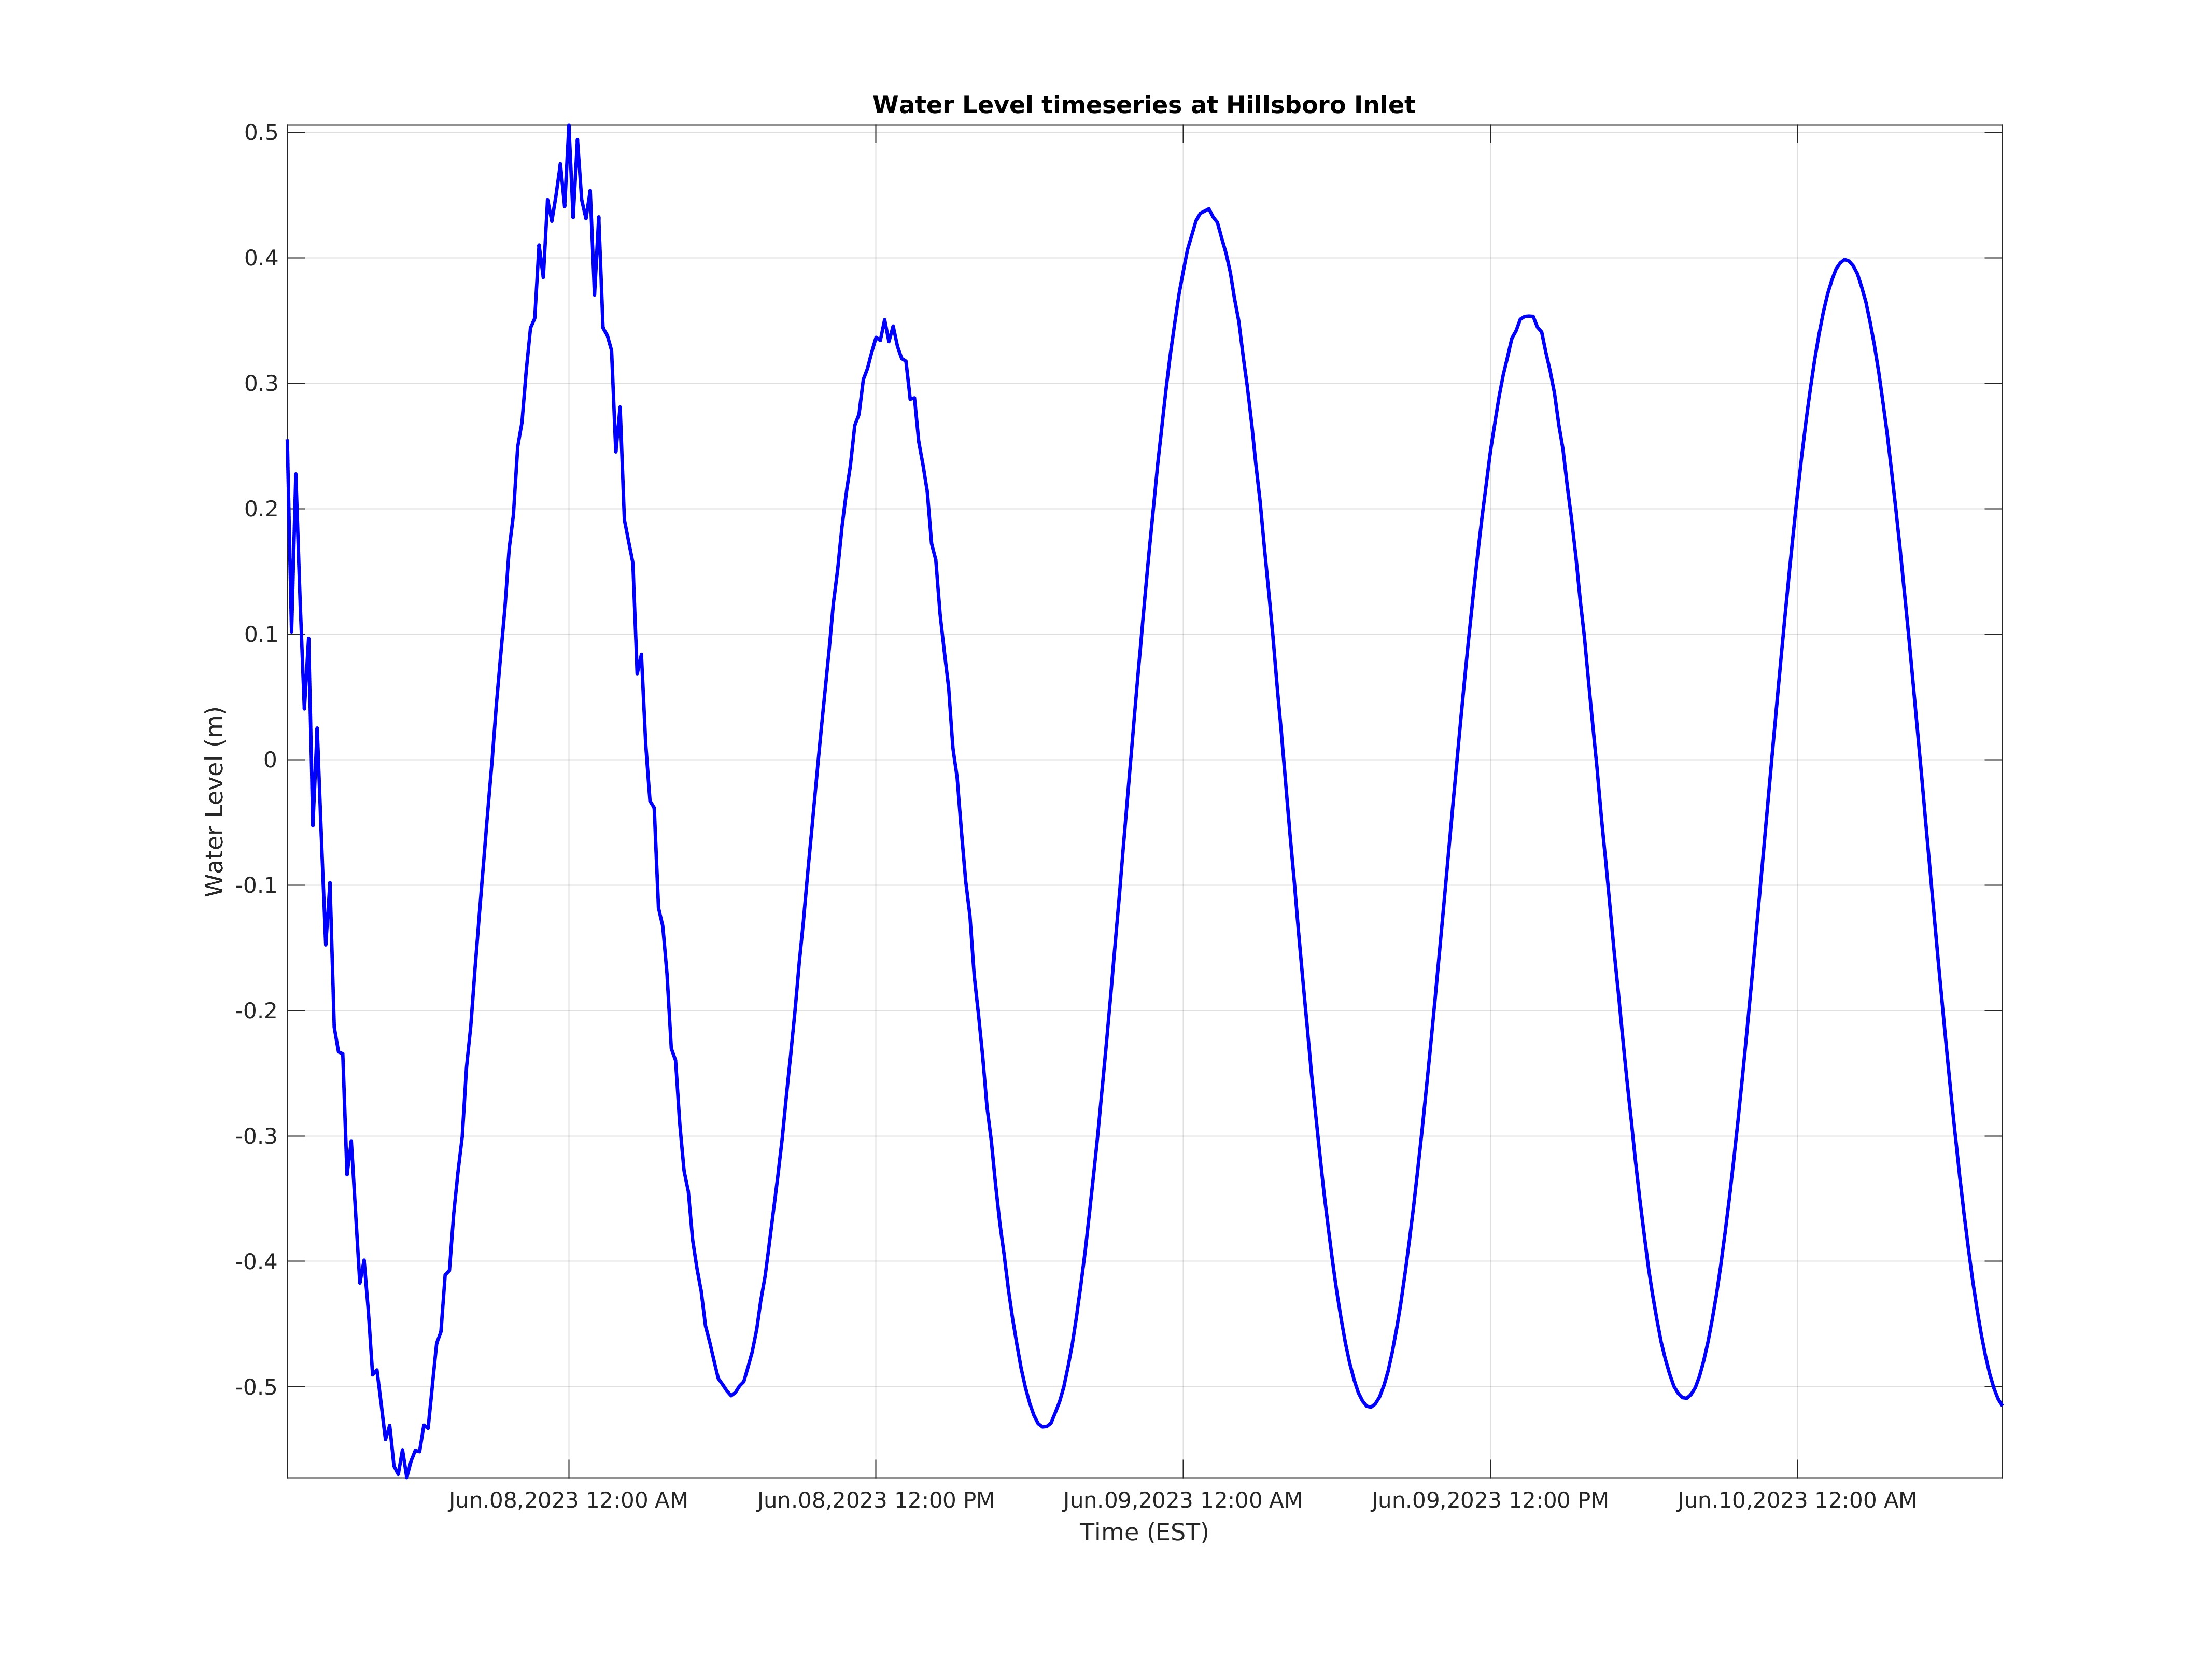 Water Level timeseries at Hillsboro Inlet
0.5
0.4
0.3
0.2
0.1
0
-0.1
-0.2
-0.3
-0.4
-0.5
Water Level (m)
Jun.08,2023 12:00 AM Jun.08,2023 12:00 PM Jun.09,2023 12:00 AM Jun.09,2023 12:00 PM Jun.10,2023 12:00 AM
Time (EST)